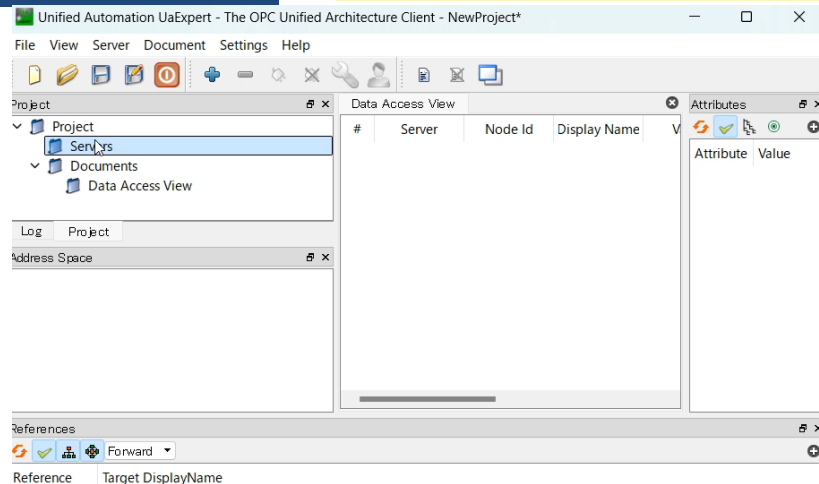 Unified Automation UaExpert - The OPC Unified Architecture Client - NewProject*
File View Server Document Settings Help
Project
Project
Servers
Documents
Data Access View
Log Project
Address Space
Data Access View
# Server Node Id Display Name V
Attributes
Attribute Value
References
Forward
Reference Target DisplayName